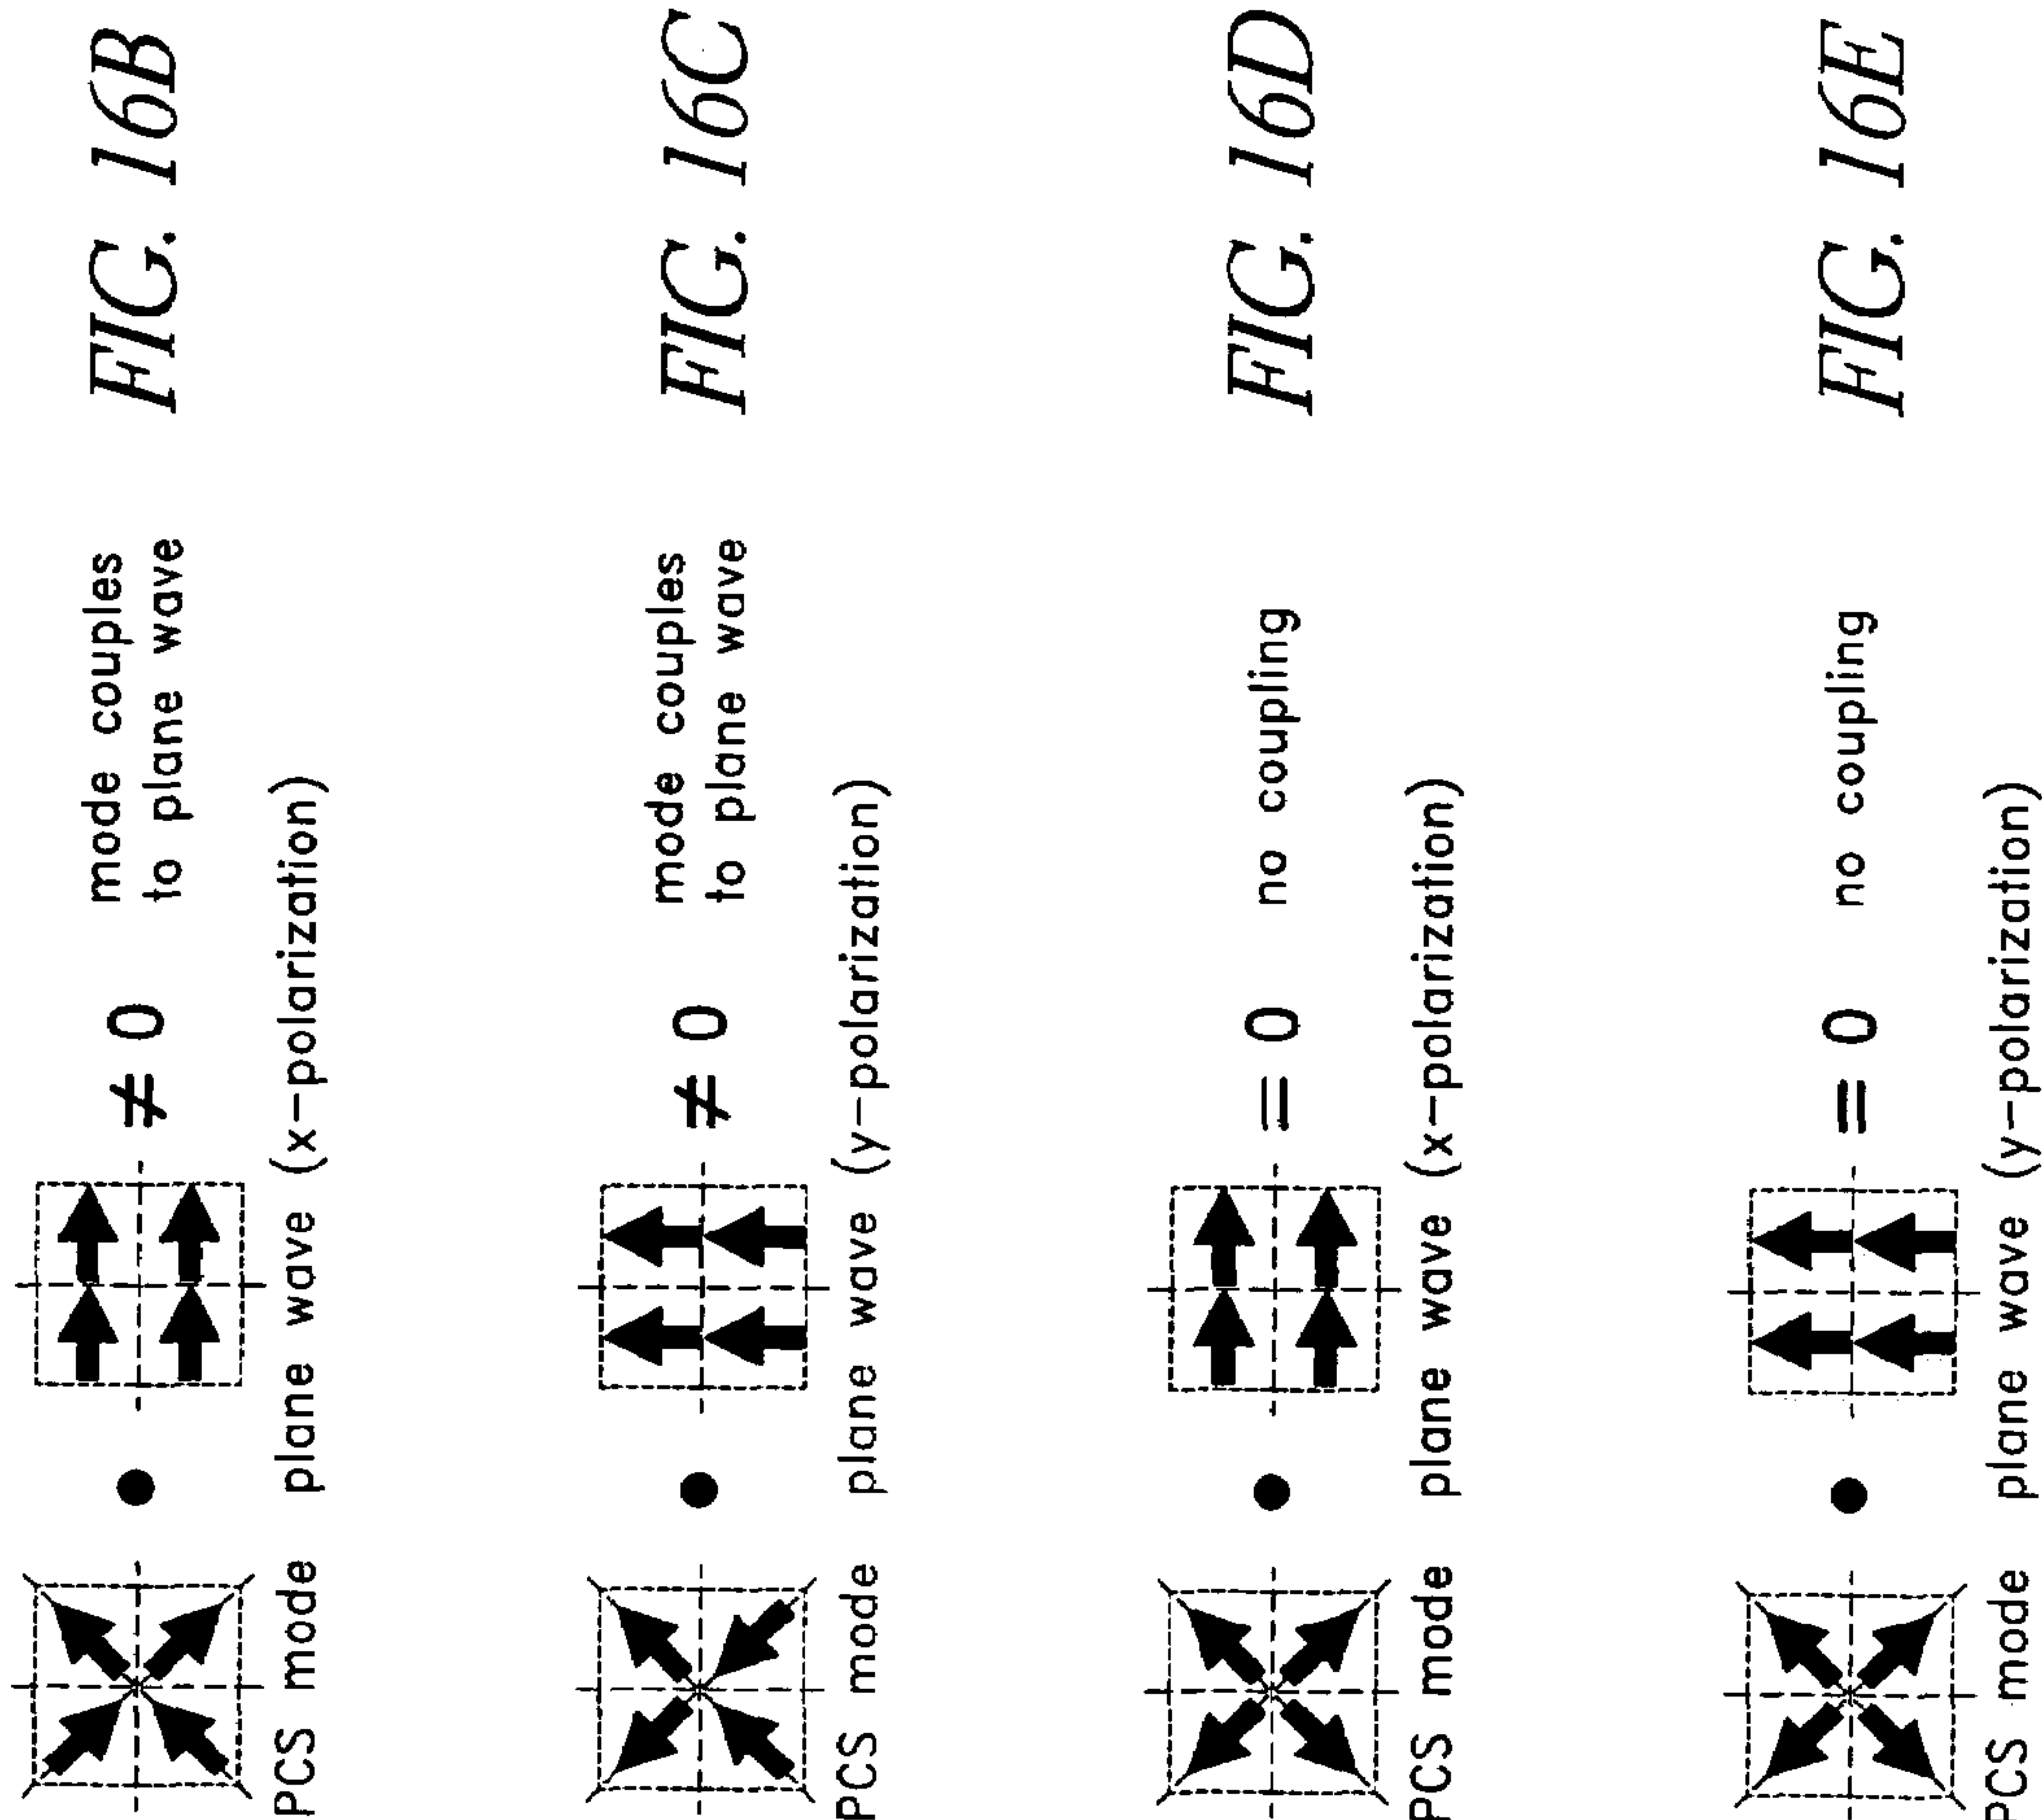 ≠ 0
mode couples
to plane wave
FIG. 16B
PCS mode plane wave (x-polarization)
≠ 0
mode couples
to plane wave
FIG. 16C
PCS mode plane wave (y-polarization)
= 0 no coupling
FIG. 16D
PCS mode plane wave (x-polarization)
= 0 no coupling
FIG. 16E
PCS mode plane wave (y-polarization)